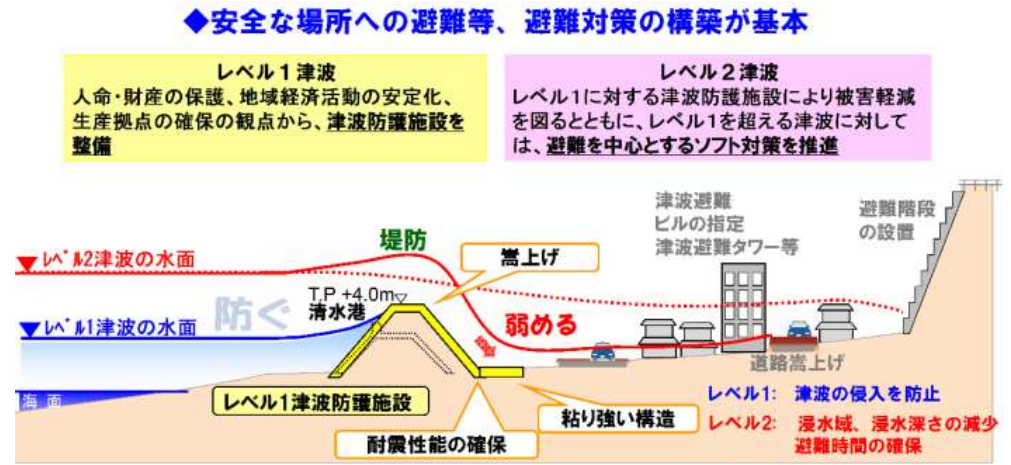 ◆安全な場所への避難等、避難対策の構築が基本
レベル1津波
人命・財産の保護、地域経済活動の安定化、
生産拠点の確保の観点から、津波防護施設を
整備
レベル2津波
レベル1に対する津波防護施設により被害軽減
を図るとともに、レベル1を超える津波に対して
は、避難を中心とするソフト対策を推進
津波避難
ビルの指定
津波避難タワー等
避難階段
の設置
堤防
嵩上げ
レベル2津波の水面
T.P +4.0m
清水港
防ぐ
レベル1津波の水面
弱める
道路嵩上げ
海 面
レベル1津波防護施設
粘り強い構造
耐震性能の確保
レベル1: 津波の侵入を防止
レベル2: 浸水域、浸水深さの減少
避難時間の確保